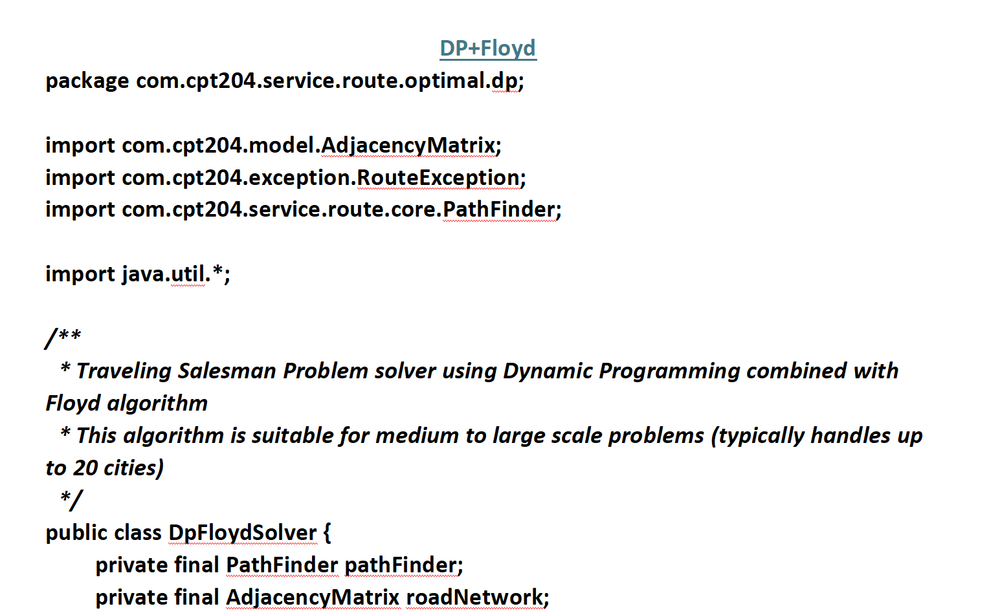 DP+Floyd
package com.cpt204.service.route.optimal.dp;
import com.cpt204.model.AdjacencyMatrix;
import com.cpt204.exception.RouteException;
import com.cpt204.service.route.core.PathFinder;
import java.util.*;
/**
* Traveling Salesman Problem solver using Dynamic Programming combined with
Floyd algorithm
* This algorithm is suitable for medium to large scale problems (typically handles up
to 20 cities)
*/
public class DpFloydSolver {
private final PathFinder pathFinder;
private final AdjacencyMatrix roadNetwork;